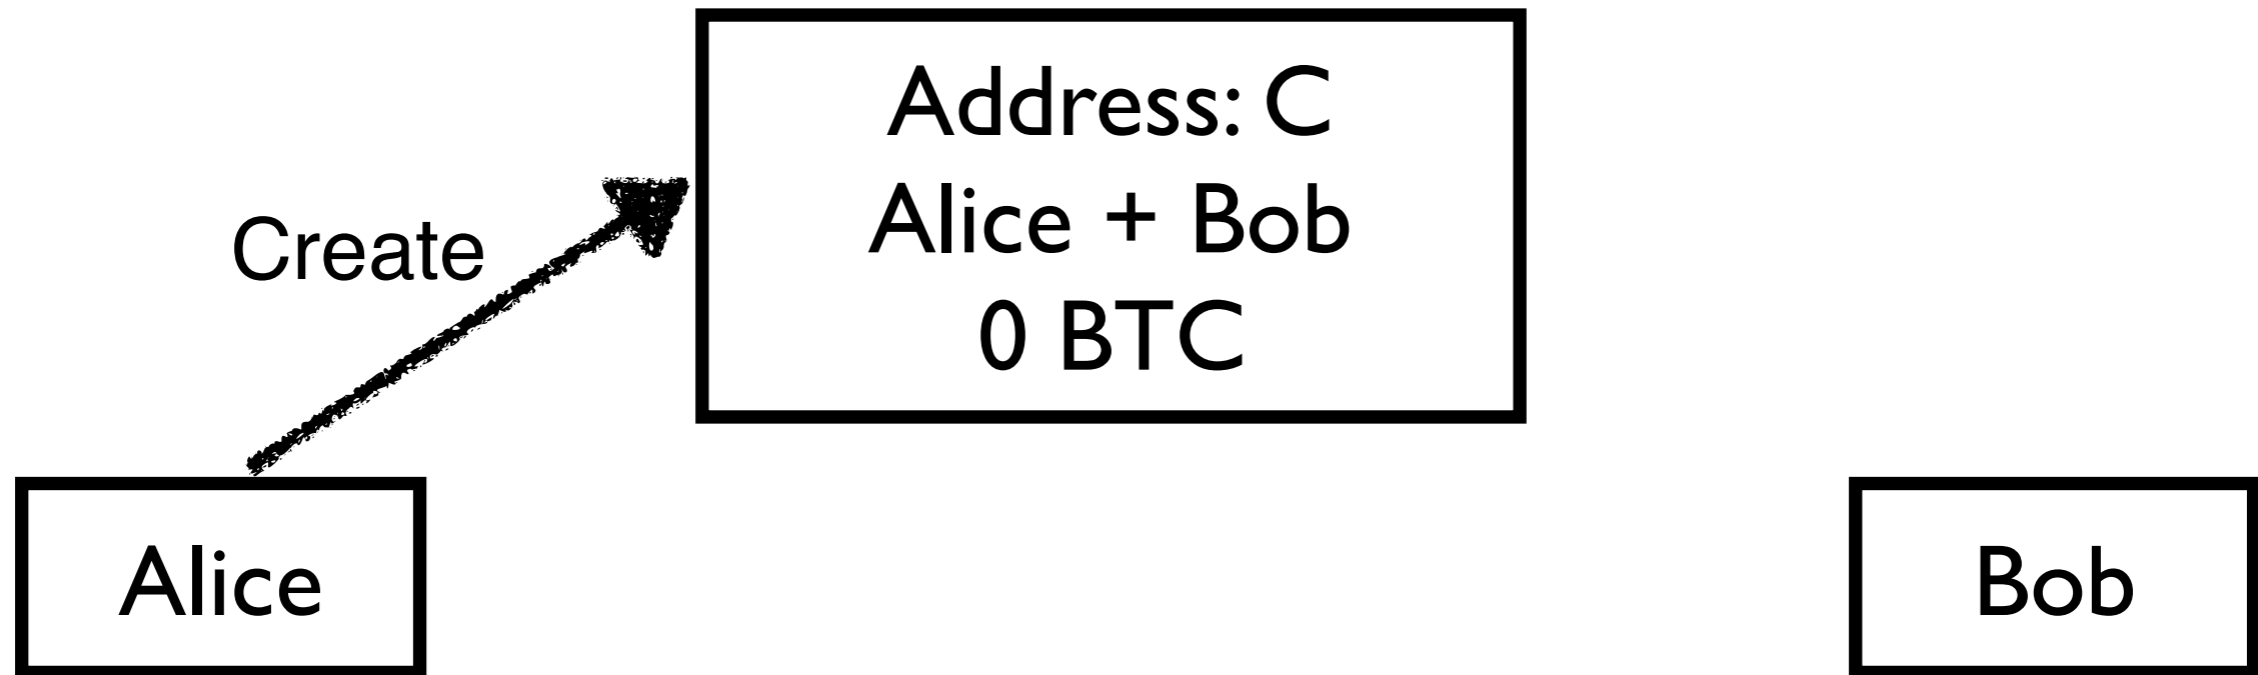 Address: C
Alice + Bob
0 BTC
Create
Alice
Bob